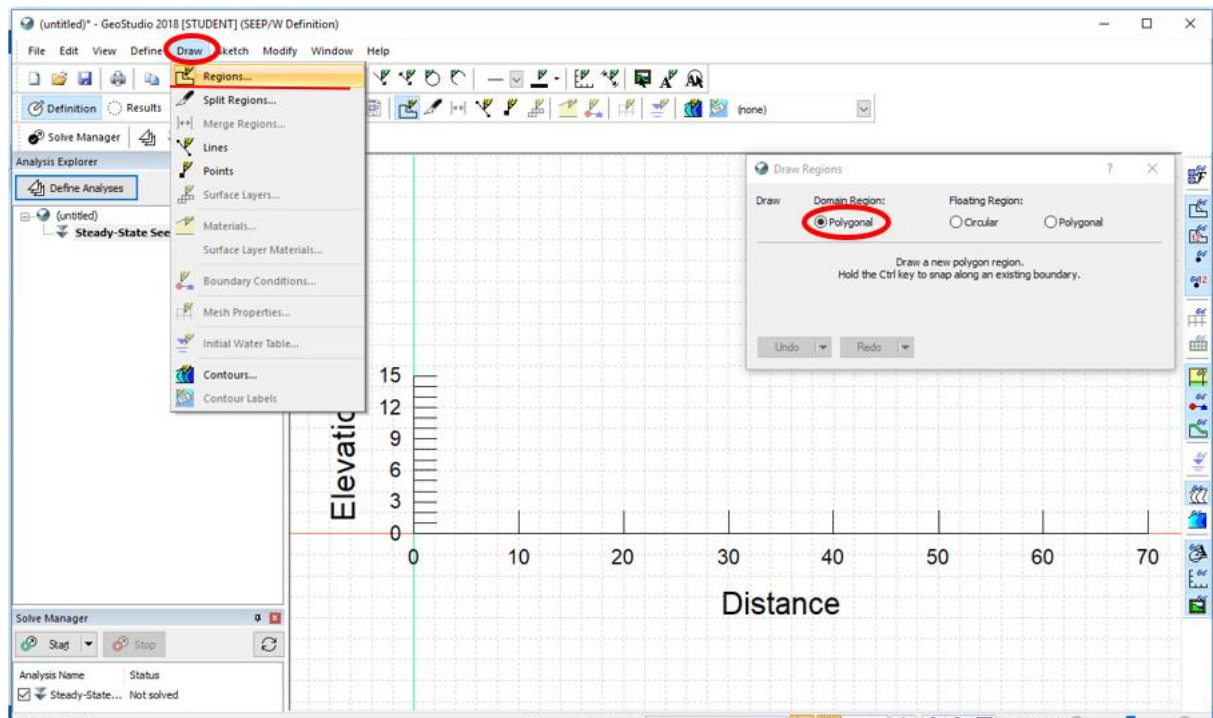 (untitled)* - GeoStudio 2018 [STUDENT] (SEEP/W Definition)
File Edit View Define Draw Sketch Modify Window Help
Definition Results
(none)
Solve Manager
Analysis Explorer
Define Analyses
(untitled)
Steady-State See
Regions...
Split Regions...
Merge Regions...
Lines
Points
Surface Layers...
Materials...
Surface Layer Materials...
Boundary Conditions...
Mesh Properties...
Initial Water Table...
Contours...
Contour Labels
Draw Regions ? ×
Draw Domain Region: Floating Region:
Polygonal Circular Polygonal
Draw a new polygon region.
Hold the Ctrl key to snap along an existing boundary.
Undo Redo
15
12
9
6
3
0
0 10 20 30 40 50 60 70
Distance
Solve Manager
Start Stop
Analysis Name Status
Steady-State... Not solved